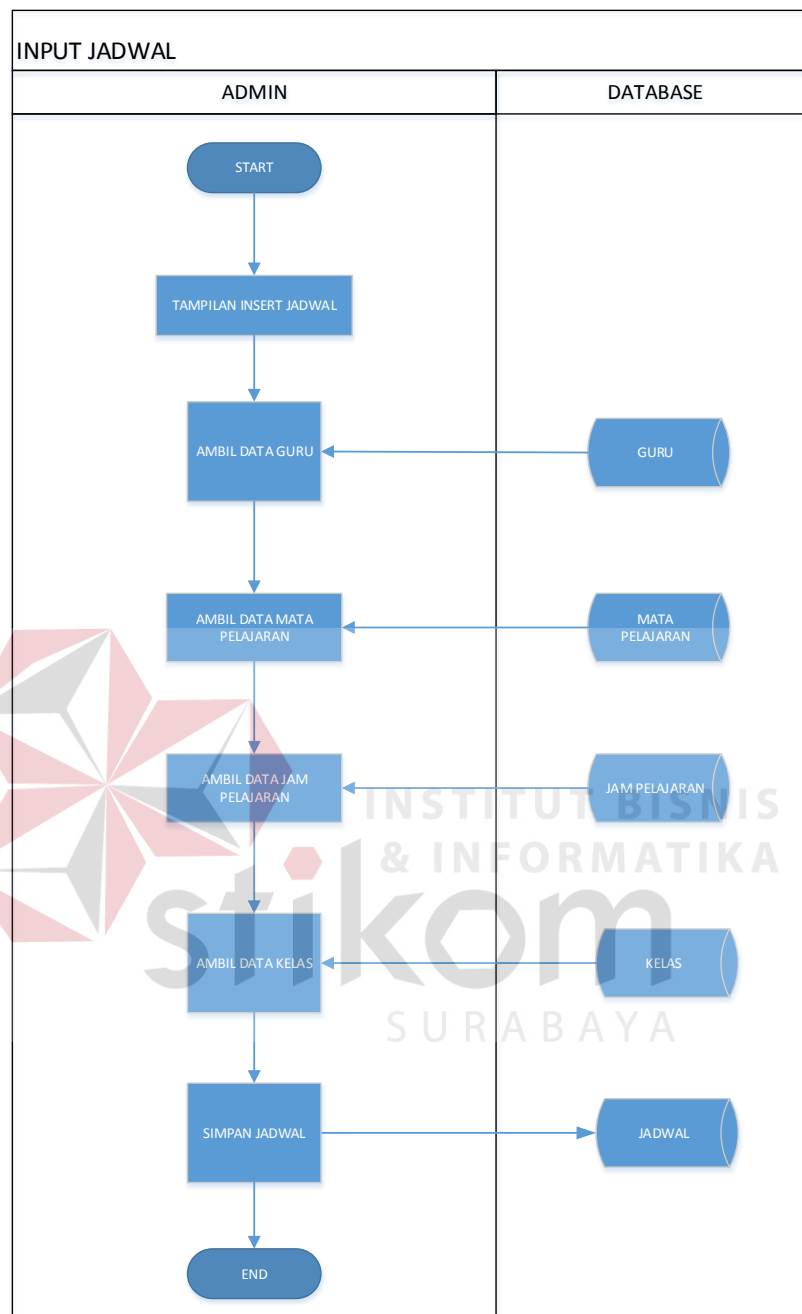 INPUT JADWAL
ADMIN
DATABASE
START
TAMPILAN INSERT JADWAL
AMBIL DATA GURU
GURU
AMBIL DATA MATA
PELAJARAN
MATA
PELAJARAN
AMBIL DATA JAM
PELAJARAN
JAM PELAJARAN
INSTITUT BISNIS
& INFORMATIKA
stikom
SURABAYA
AMBIL DATA KELAS
KELAS
SIMPAN JADWAL
JADWAL
END